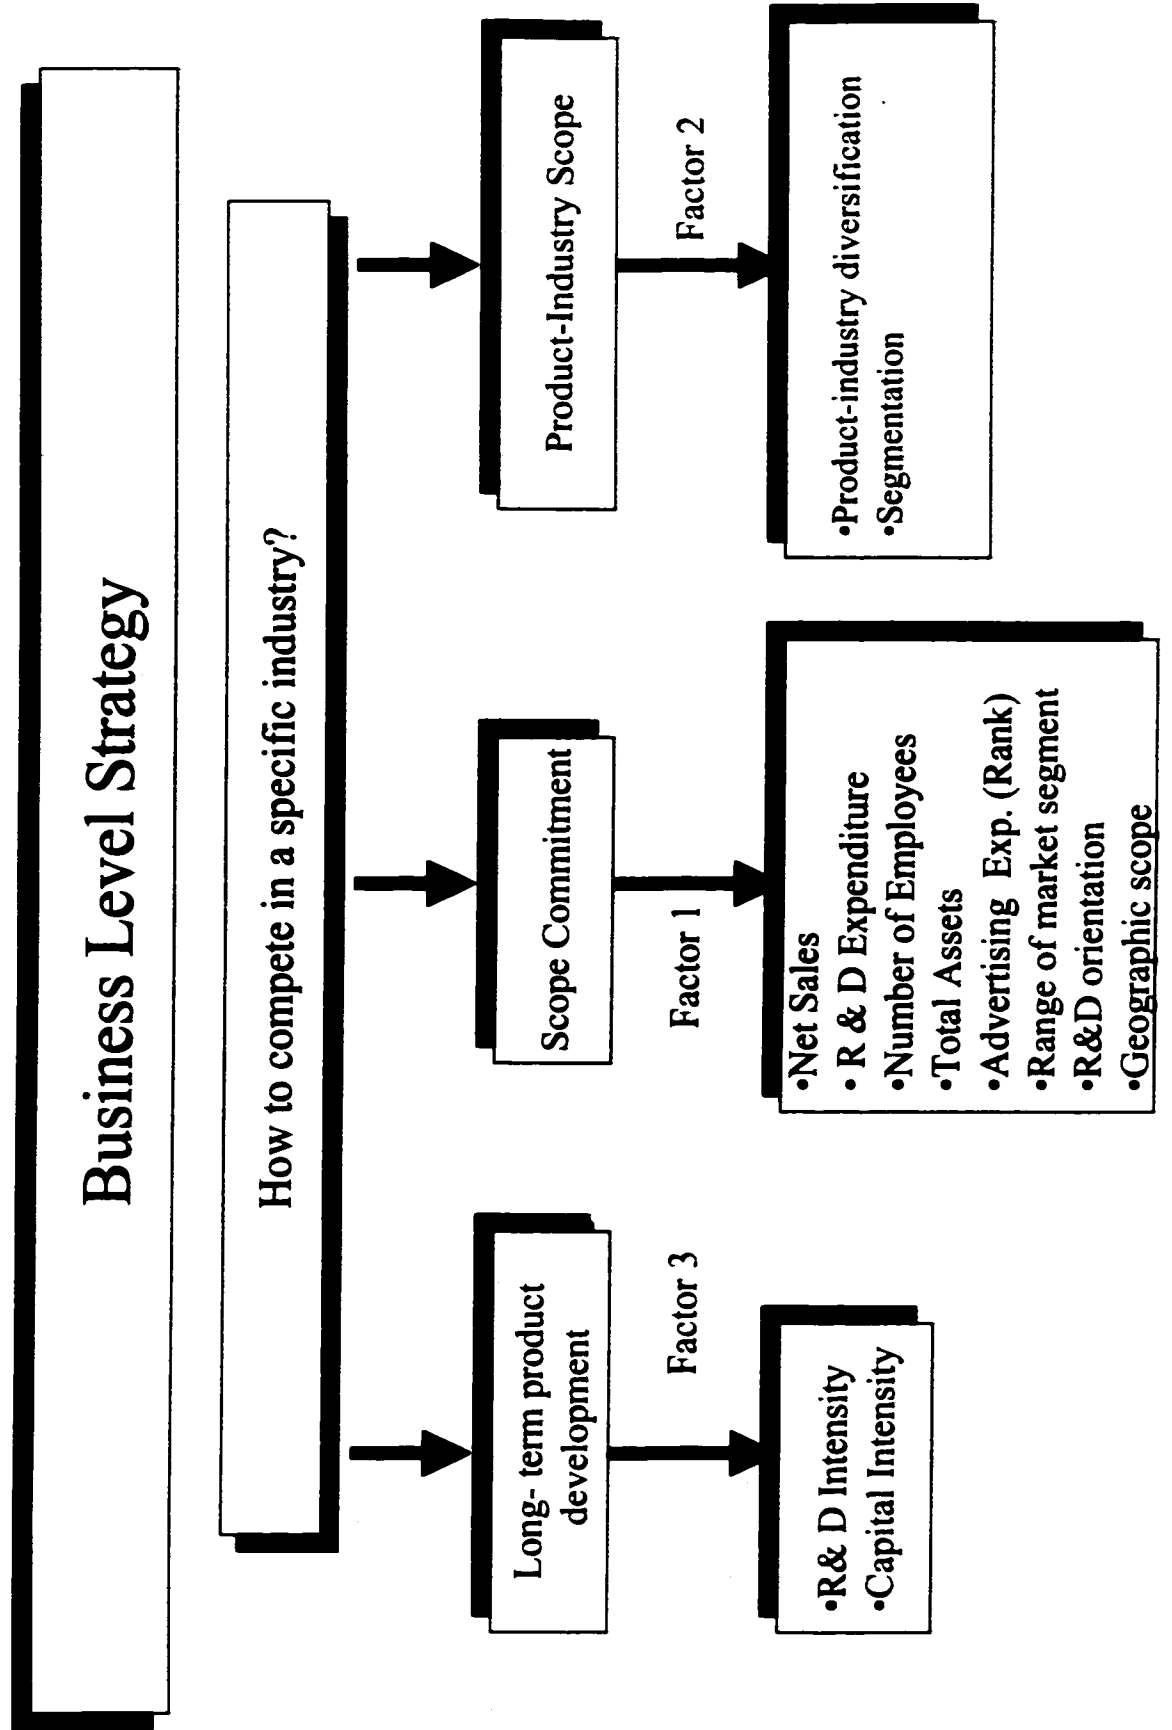 Business Level Strategy
How to compete in a specific industry?
Long- term product
development
Scope Commitment
Product-Industry Scope
Factor 3
Factor 1
Factor 2
•R& D Intensity
•Capital Intensity
•Net Sales
• R & D Expenditure
•Number of Employees
•Total Assets
•Advertising Exp. (Rank)
•Range of market segment
•R&D orientation
•Geographic scope
•Product-industry diversification
•Segmentation